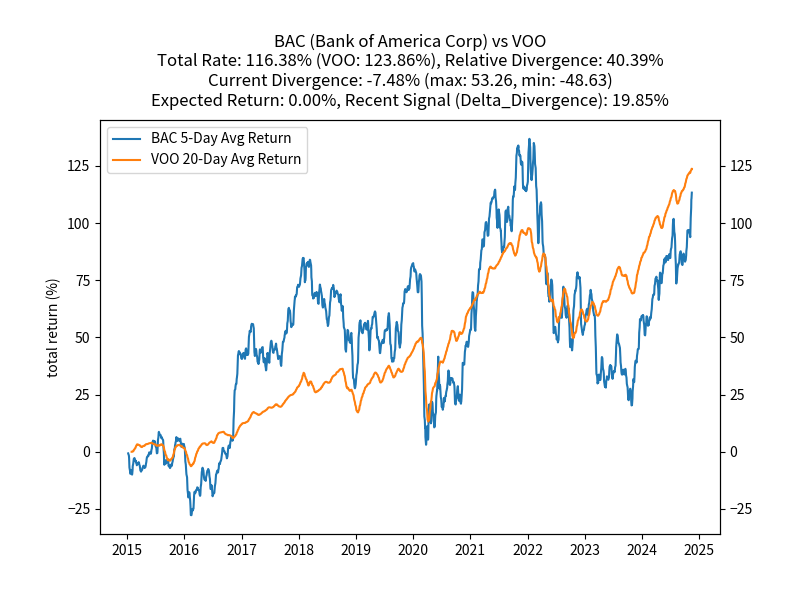 BAC (Bank of America Corp) vs VOO
Total Rate: 116.38% (VOO: 123.86%), Relative Divergence: 40.39%
Current Divergence: -7.48% (max: 53.26, min: -48.63)
Expected Return: 0.00%, Recent Signal (Delta_Divergence): 19.85%
BAC 5-Day Avg Return
VOO 20-Day Avg Return
total return (%)
125 125
100 100
75 75
50 50
25 25
0 0
−25 −25
2015 2016 2017 2018 2019 2020 2021 2022 2023 2024 2025